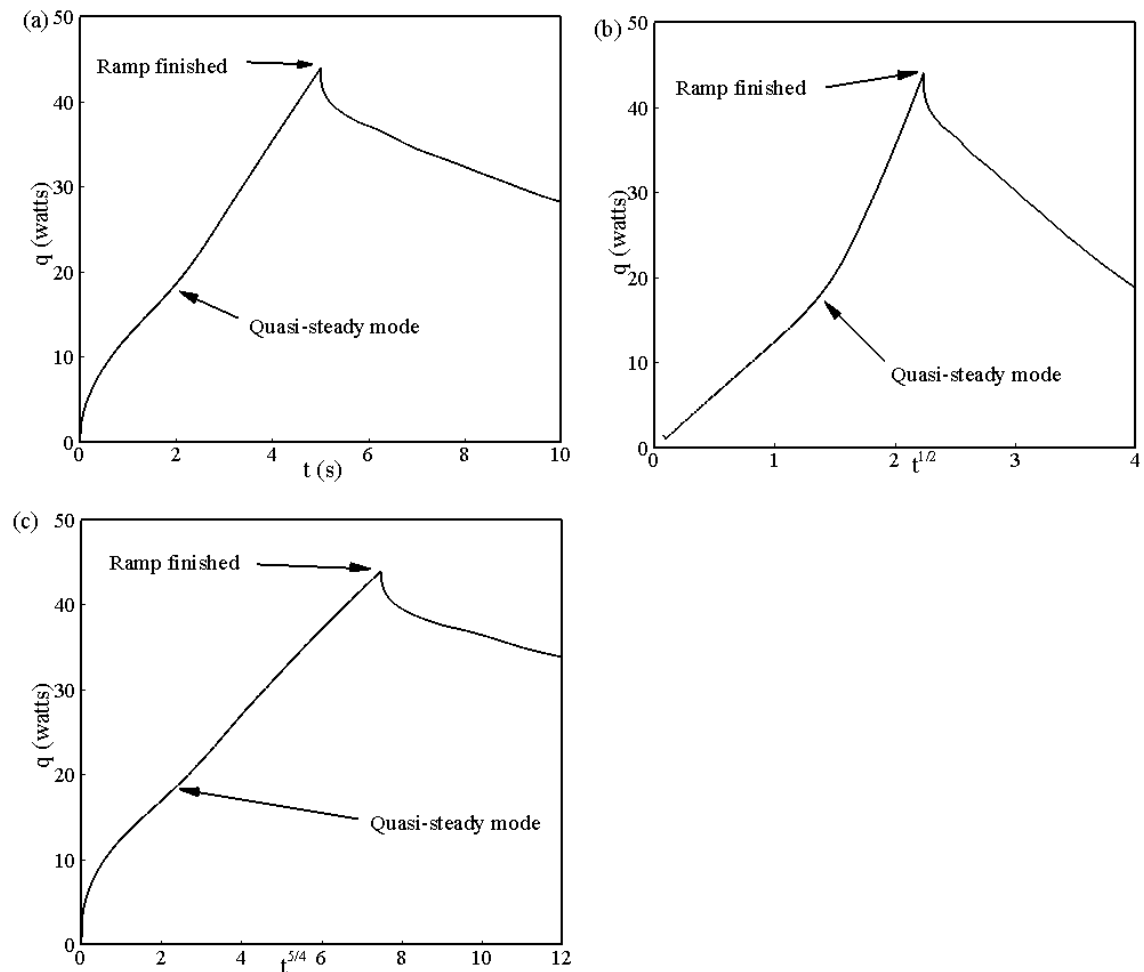 (a)
50
40
30
20
10
0
q (watts)
Ramp finished
Quasi-steady mode
0 2 4 6 8 10
t (s)
(b)
50
40
30
20
10
0
q (watts)
Ramp finished
Quasi-steady mode
0 1 2 3 4
t^{1/2}
(c)
50
40
30
20
10
0
q (watts)
Ramp finished
Quasi-steady mode
0 2 4 6 8 10 12
t^{5/4}